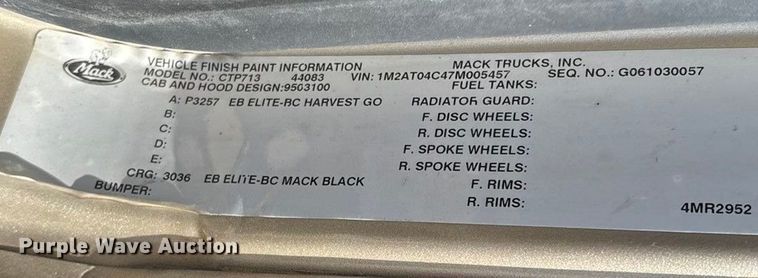 Mack
VEHICLE FINISH PAINT INFORMATION MACK TRUCKS, INC.
MODEL NO.: CTP713 44083 VIN: 1M2AT04C47M005457 SEQ. NO.: G061030057
CAB AND HOOD DESIGN:9503100 FUEL TANKS:
A: P3257 EB ELITE-BC HARVEST GO RADIATOR GUARD:
B: F. DISC WHEELS:
C: R. DISC WHEELS:
D: F. SPOKE WHEELS:
E: R. SPOKE WHEELS:
CRG: 3036 EB ELITE-BC MACK BLACK F. RIMS:
BUMPER: R. RIMS: 4MR2952
Purple Wave Auction